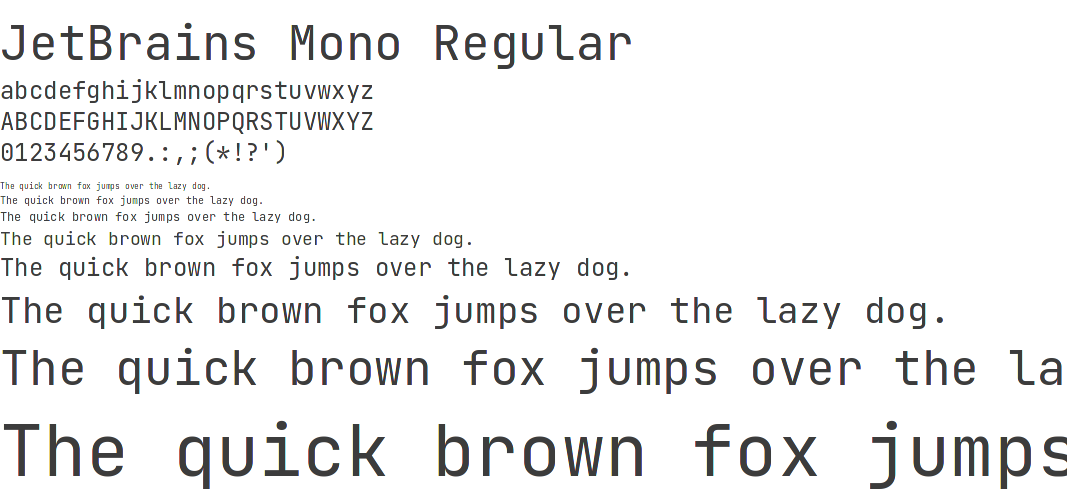 JetBrains Mono Regular
abcdefghijklmnopqrstuvwxyz
ABCDEFGHIJKLMNOPQRSTUVWXYZ
0123456789.:,;(*!?')
The quick brown fox jumps over the lazy dog.
The quick brown fox jumps over the lazy dog.
The quick brown fox jumps over the lazy dog.
The quick brown fox jumps over the lazy dog.
The quick brown fox jumps over the lazy dog.
The quick brown fox jumps over the lazy dog.
The quick brown fox jumps over the la
The quick brown fox jumps